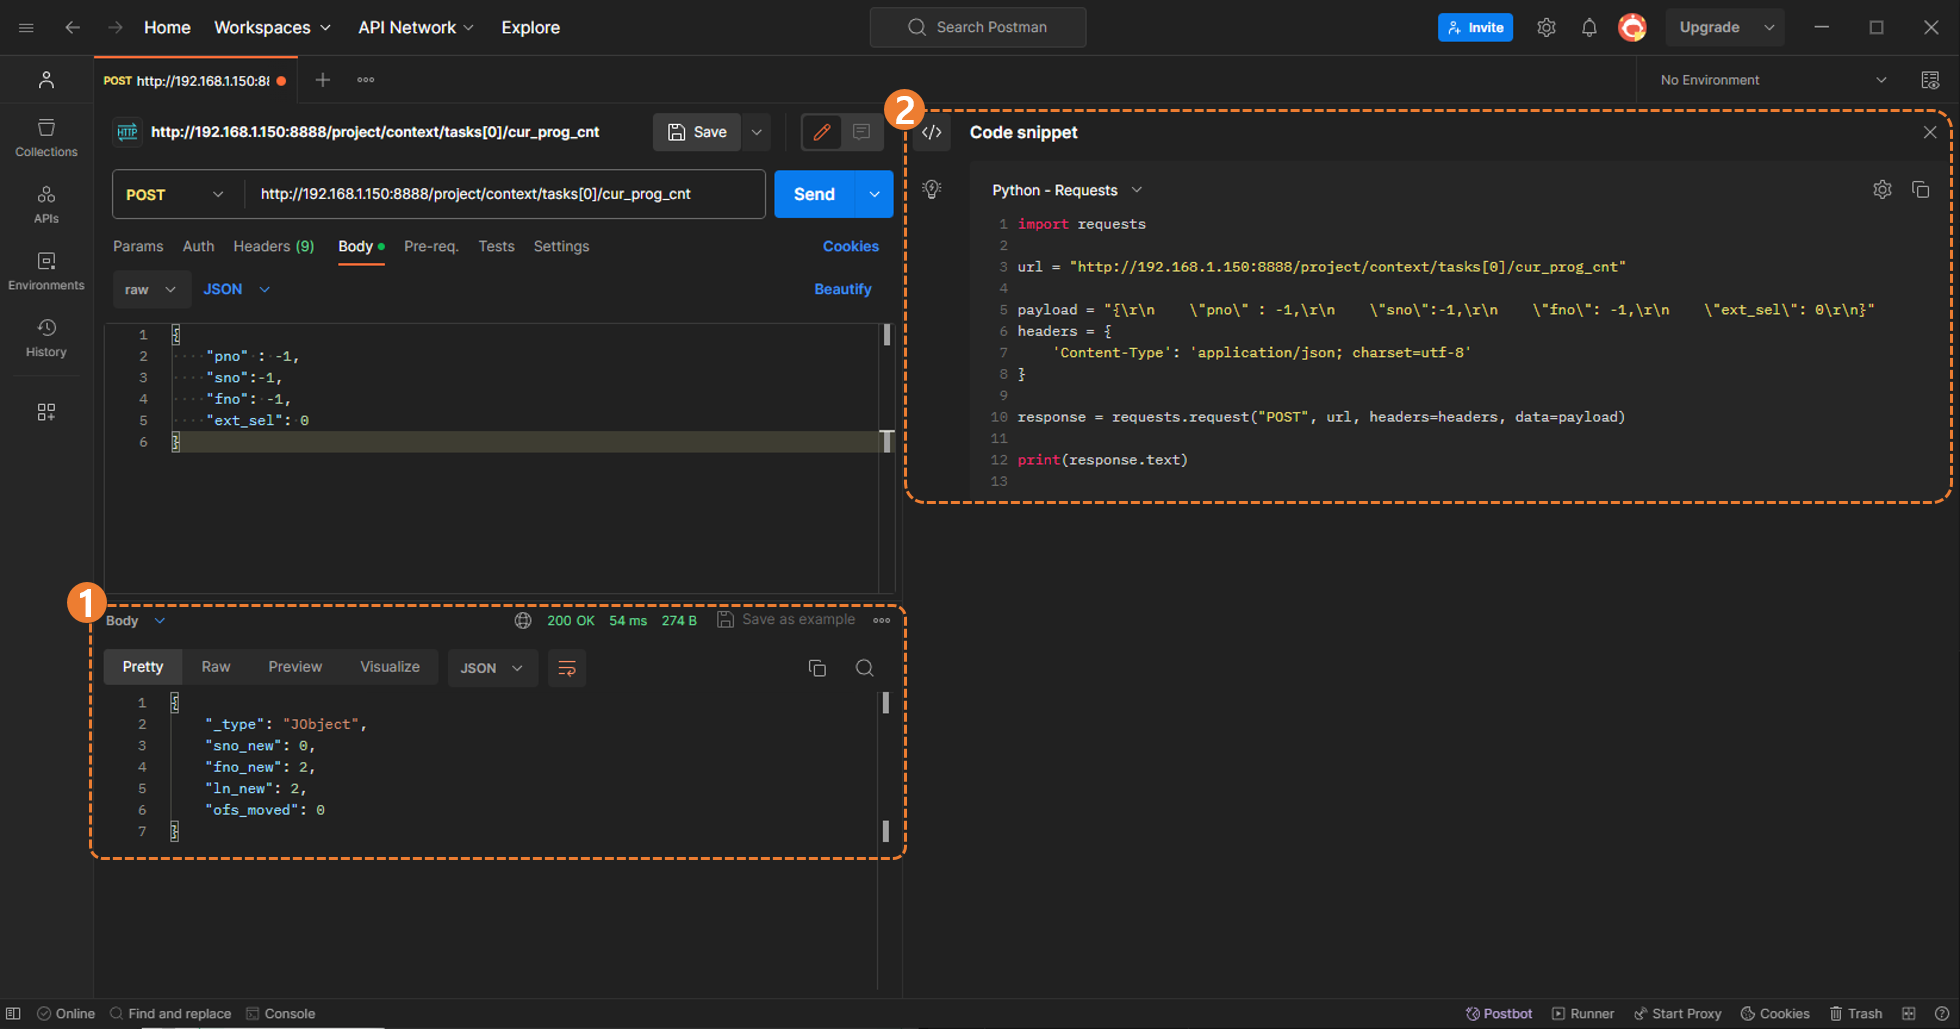 Home Workspaces API Network Explore Search Postman Invite Upgrade
POST http://192.168.1.150:88 No Environment
Collections
APIs
Environments
History
HTTP http://192.168.1.150:8888/project/context/tasks[0]/cur_prog_cnt Save
POST http://192.168.1.150:8888/project/context/tasks[0]/cur_prog_cnt Send
Params Auth Headers (9) Body Pre-req. Tests Settings Cookies
raw JSON Beautify
1 {
2 "pno" : -1,
3 "sno":-1,
4 "fno": -1,
5 "ext_sel": 0
6 }
1
Body 200 OK 54 ms 274 B Save as example
Pretty Raw Preview Visualize JSON
1 {
2 "_type": "JObject",
3 "sno_new": 0,
4 "fno_new": 2,
5 "ln_new": 2,
6 "ofs_moved": 0
7 }
2
</> Code snippet
Python - Requests
1 import requests
2
3 url = "http://192.168.1.150:8888/project/context/tasks[0]/cur_prog_cnt"
4
5 payload = "{\r\n    \"pno\" : -1,\r\n    \"sno\":-1,\r\n    \"fno\": -1,\r\n    \"ext_sel\": 0\r\n}"
6 headers = {
7 'Content-Type': 'application/json; charset=utf-8'
8 }
9
10 response = requests.request("POST", url, headers=headers, data=payload)
11
12 print(response.text)
13
Online Find and replace Console Postbot Runner Start Proxy Cookies Trash